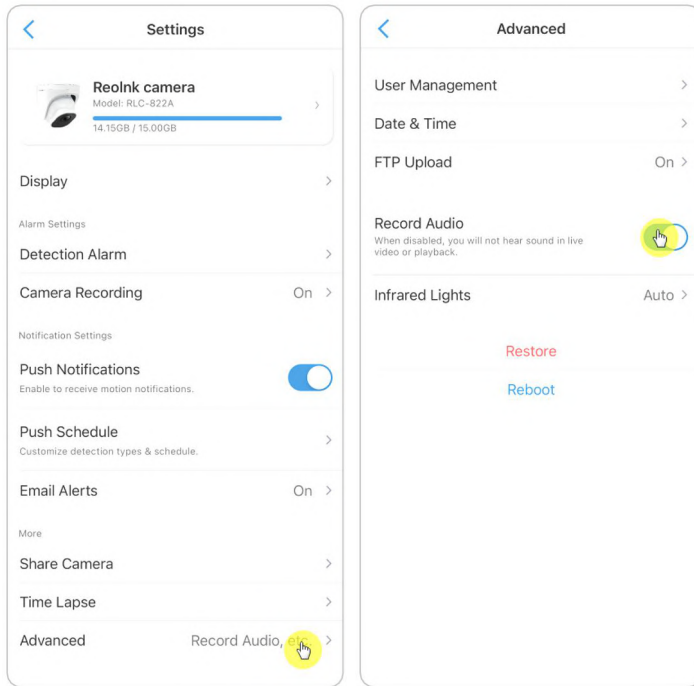 Settings
Reolnk camera
Model: RLC-822A
14.15GB / 15.00GB
Display
Alarm Settings
Detection Alarm
Camera Recording On
Notification Settings
Push Notifications
Enable to receive motion notifications.
Push Schedule
Customize detection types & schedule.
Email Alerts On
More
Share Camera
Time Lapse
Advanced Record Audio, etc.
Advanced
User Management
Date & Time
FTP Upload On
Record Audio
When disabled, you will not hear sound in live
video or playback.
Infrared Lights Auto
Restore
Reboot